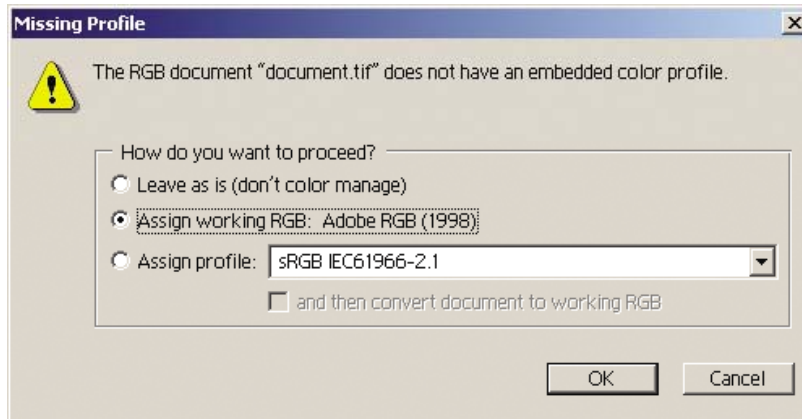 Missing Profile
The RGB document “document.tif” does not have an embedded color profile.
How do you want to proceed?
Leave as is (don’t color manage)
Assign working RGB: Adobe RGB (1998)
Assign profile: sRGB IEC61966-2.1
and then convert document to working RGB
OK Cancel